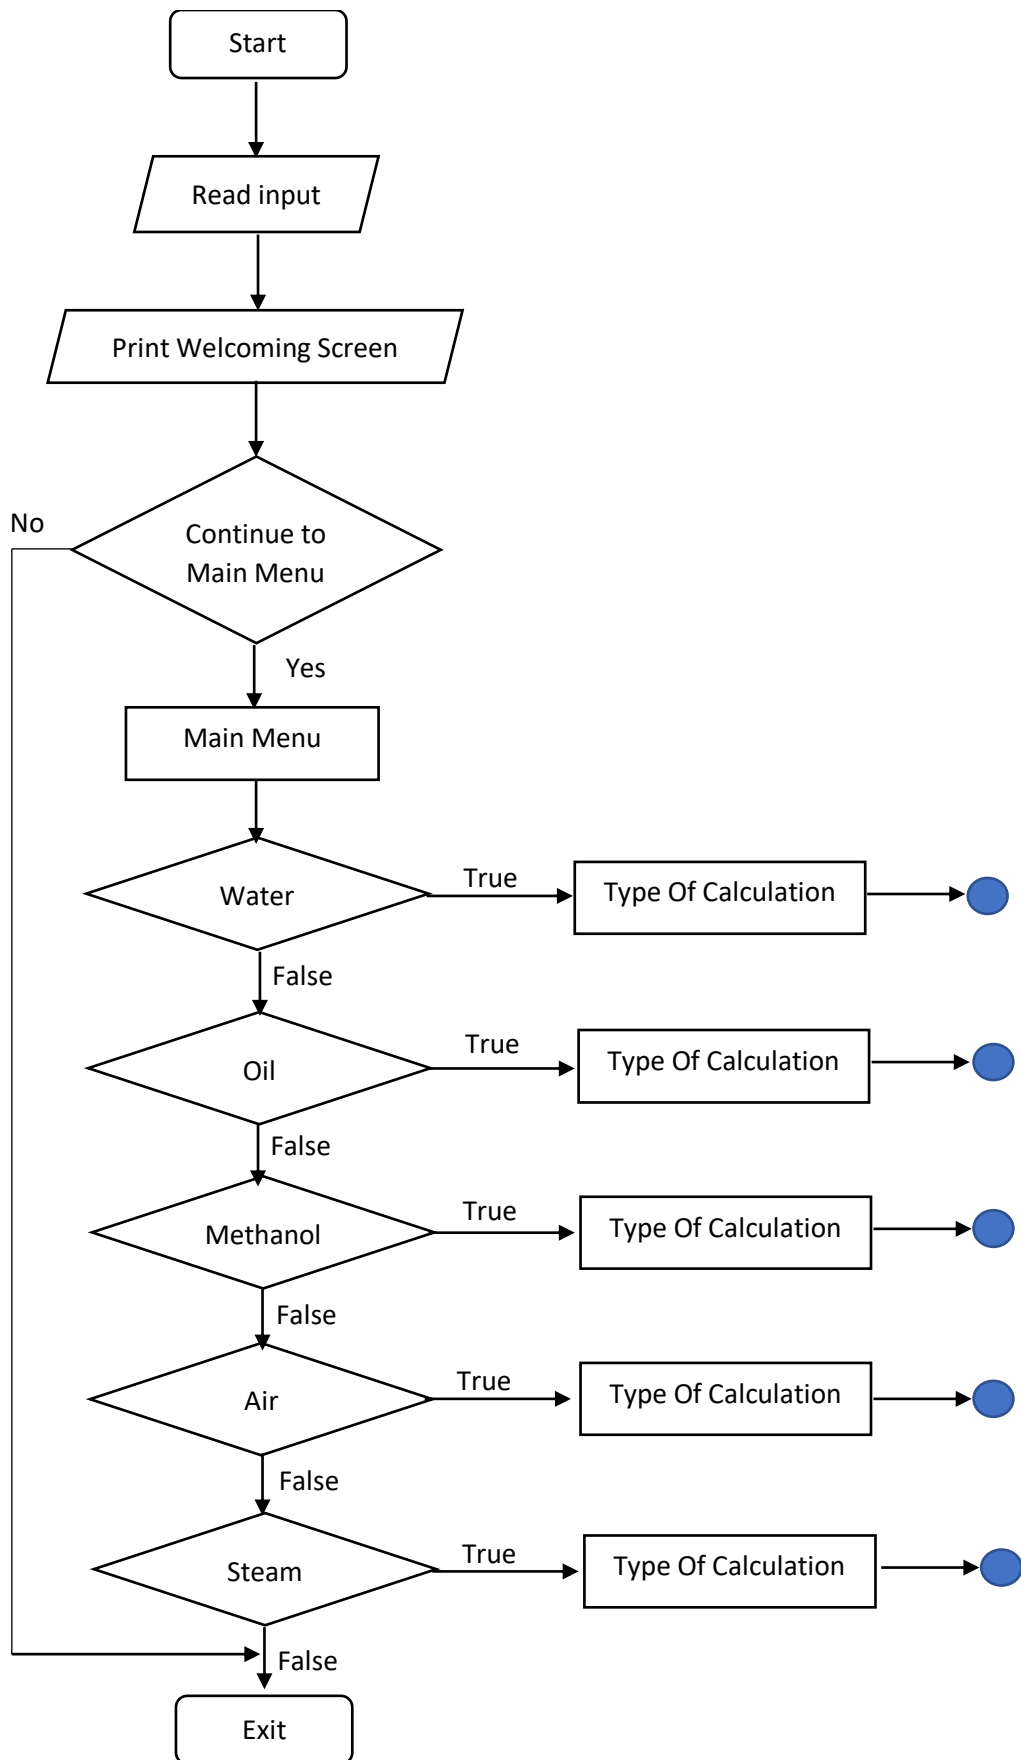 Start
Read input
Print Welcoming Screen
No
Continue to
Main Menu
Yes
Main Menu
Water
True
Type Of Calculation
False
Oil
True
Type Of Calculation
False
Methanol
True
Type Of Calculation
False
Air
True
Type Of Calculation
False
Steam
True
Type Of Calculation
False
Exit